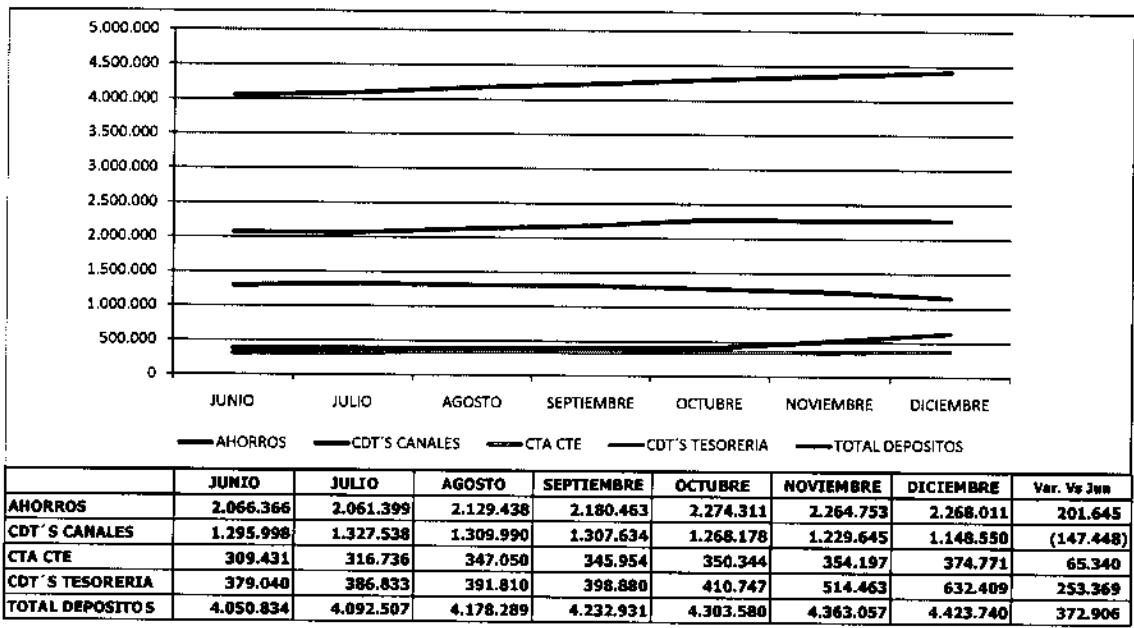 5.000.000
4.500.000
4.000.000
3.500.000
3.000.000
2.500.000
2.000.000
1.500.000
1.000.000
500.000
0
JUNIO JULIO AGOSTO SEPTIEMBRE OCTUBRE NOVIEMBRE DICIEMBRE
AHORROS CDT´S CANALES CTA CTE CDT´S TESORERIA TOTAL DEPOSITOS
JUNIO JULIO AGOSTO SEPTIEMBRE OCTUBRE NOVIEMBRE DICIEMBRE Var. Vs Jun
AHORROS 2.066.366 2.061.399 2.129.438 2.180.463 2.274.311 2.264.753 2.268.011 201.645
CDT´S CANALES 1.295.998 1.327.538 1.309.990 1.307.634 1.268.178 1.229.645 1.148.550 (147.448)
CTA CTE 309.431 316.736 347.050 345.954 350.344 354.197 374.771 65.340
CDT´S TESORERIA 379.040 386.833 391.810 398.880 410.747 514.463 632.409 253.369
TOTAL DEPOSITOS 4.050.834 4.092.507 4.178.289 4.232.931 4.303.580 4.363.057 4.423.740 372.906